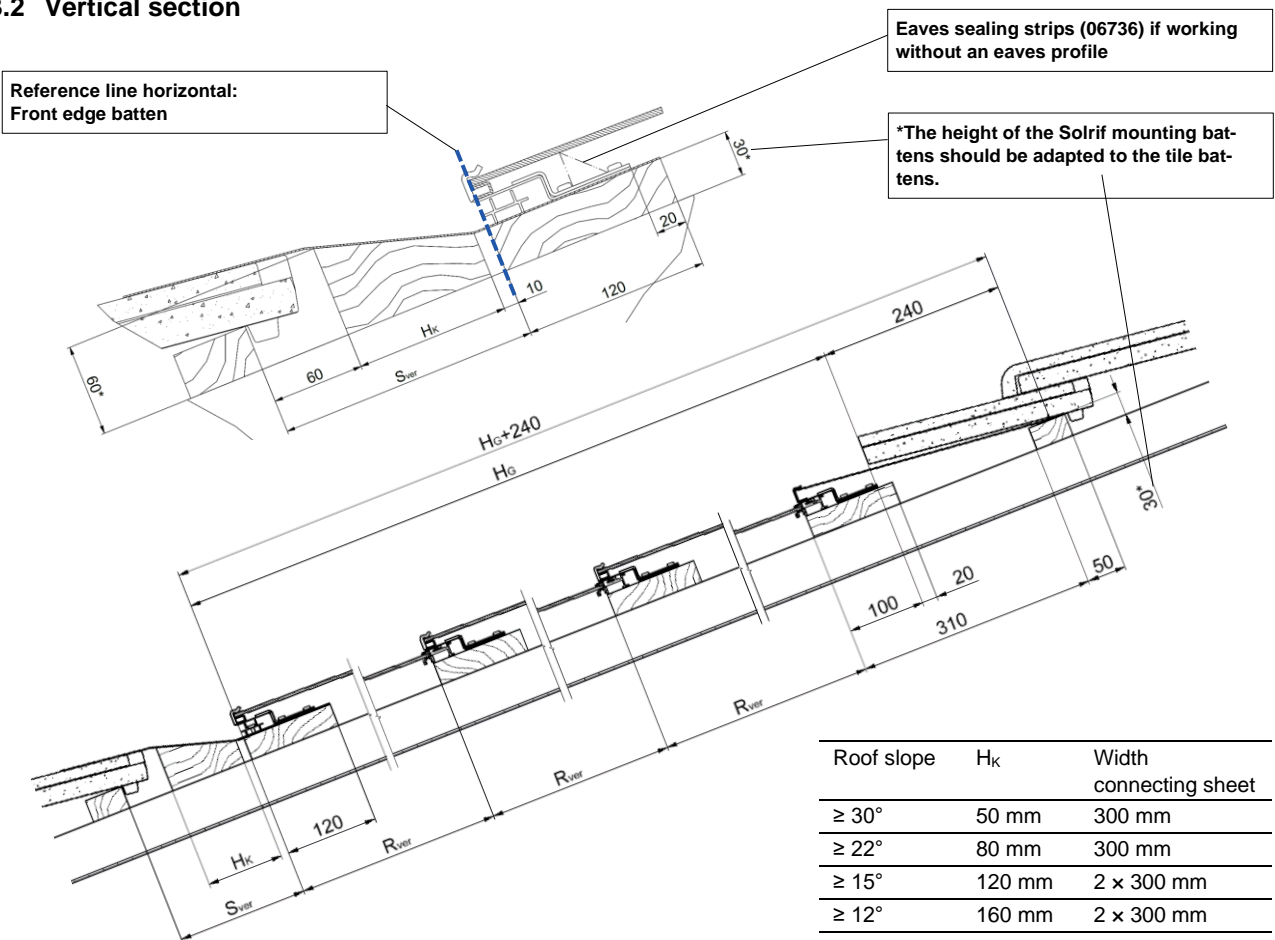 3.2 Vertical section
Reference line horizontal:
Front edge batten
Eaves sealing strips (06736) if working
without an eaves profile
*The height of the Solrif mounting bat-
tens should be adapted to the tile bat-
tens.
30*
20
120
10
HK
60
Sver
60*
240
HG+240
HG
30*
50
20
100
310
Rver
Rver
Rver
120
HK
Sver
Roof slope HK Width
connecting sheet
≥ 30° 50 mm 300 mm
≥ 22° 80 mm 300 mm
≥ 15° 120 mm 2 × 300 mm
≥ 12° 160 mm 2 × 300 mm